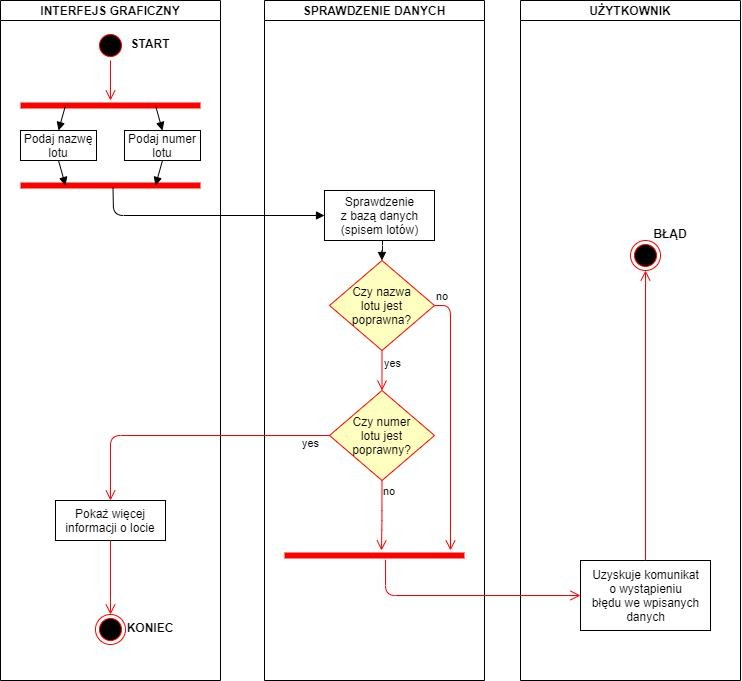 INTERFEJS GRAFICZNY
SPRAWDZENIE DANYCH
UŻYTKOWNIK
START
Podaj nazwę
lotu
Podaj numer
lotu
Sprawdzenie
z bazą danych
(spisem lotów)
BŁĄD
Czy nazwa
lotu jest
poprawna?
no
yes
Czy numer
lotu jest
poprawny?
yes
no
Pokaż więcej
informacji o locie
Uzyskuje komunikat
o wystąpieniu
błędu we wpisanych
danych
KONIEC